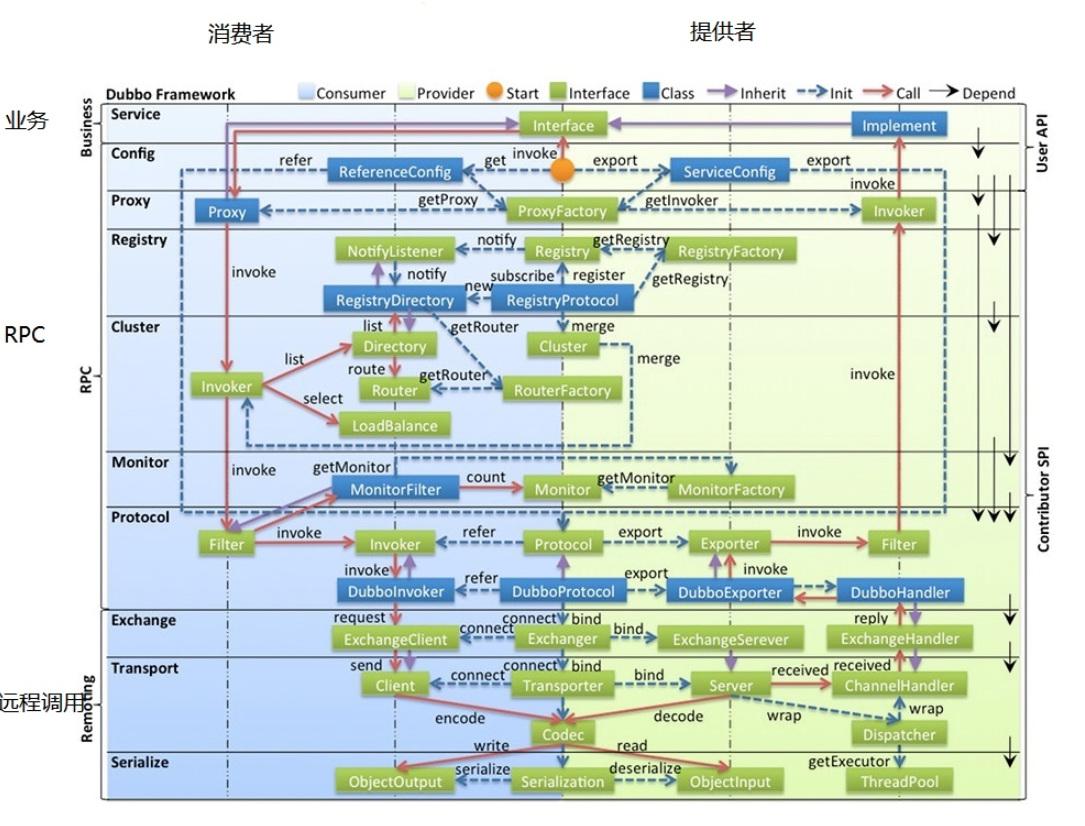 消费者 提供者
Dubbo Framework Consumer Provider Start Interface Class Inherit Init Call Depend
业务
Business
User API
Service
Interface Implement
Config
invoke
refer ReferenceConfig get export ServiceConfig export
invoke
Proxy
Proxy getProxy ProxyFactory getInvoker Invoker
Registry
NotifyListener notify Registry getRegistry RegistryFactory
invoke notify subscribe register getRegistry
RegistryDirectory new RegistryProtocol
RPC
RPC
Cluster
list getRouter merge
Directory Cluster
list merge
route getRouter invoke
Invoker Router RouterFactory
select
LoadBalance
Monitor
invoke getMonitor
MonitorFilter count Monitor getMonitor MonitorFactory
Contributor SPI
Protocol
Filter invoke Invoker refer Protocol export Exporter invoke Filter
invoke refer export invoke
DubboInvoker DubboProtocol DubboExporter DubboHandler
Exchange
request connect bind reply
ExchangeClient connect Exchanger bind ExchangeSerever ExchangeHandler
Transport
send connect bind received received
Client connect Transporter bind Server ChannelHandler
远程调用
Remoting
encode decode wrap wrap
Codec Dispatcher
write read
Serialize
getExecutor
ObjectOutput serialize Serialization deserialize ObjectInput ThreadPool